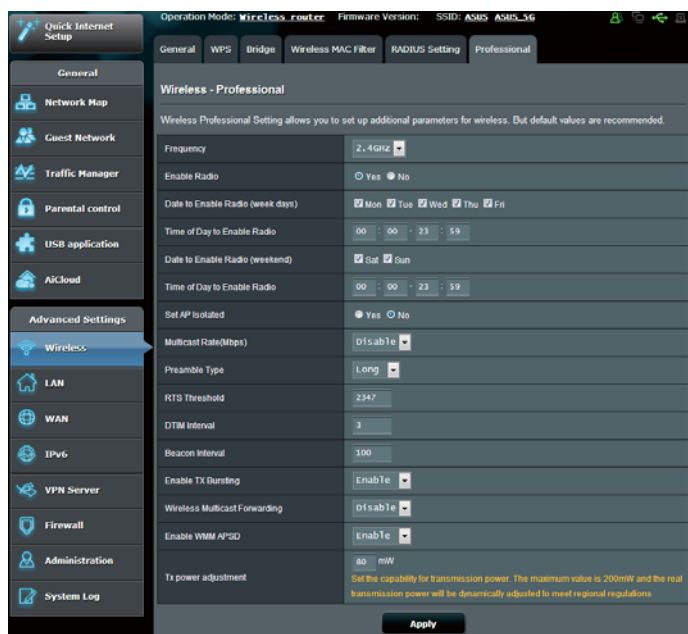 Quick Internet
Setup
Operation Mode: Wireless router Firmware Version: SSID: ASUS ASUS_5G
General WPS Bridge Wireless MAC Filter RADIUS Setting Professional
General
Network Map
Guest Network
Traffic Manager
Parental control
USB application
AiCloud
Advanced Settings
Wireless
LAN
WAN
IPv6
VPN Server
Firewall
Administration
System Log
Wireless - Professional
Wireless Professional Setting allows you to set up additional parameters for wireless. But default values are recommended.
Frequency 2.4GHz
Enable Radio Yes No
Date to Enable Radio (week days) Mon Tue Wed Thu Fri
Time of Day to Enable Radio 00 : 00 - 23 : 59
Date to Enable Radio (weekend) Sat Sun
Time of Day to Enable Radio 00 : 00 - 23 : 59
Set AP Isolated Yes No
Multicast Rate(Mbps) Disable
Preamble Type Long
RTS Threshold 2347
DTIM Interval 3
Beacon Interval 100
Enable TX Bursting Enable
Wireless Multicast Forwarding Disable
Enable WMM APSD Enable
Tx power adjustment 80 mW
Set the capability for transmission power. The maximum value is 200mW and the real
transmission power will be dynamically adjusted to meet regional regulations
Apply